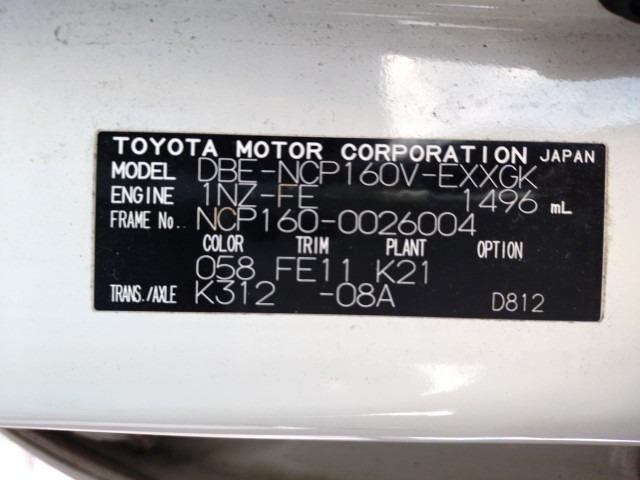 TOYOTA MOTOR CORPORATION JAPAN
MODEL DBE-NCP160V-EXXGK
ENGINE 1NZ-FE 1496 mL
FRAME No. NCP160-0026004
COLOR TRIM PLANT OPTION
058 FE11 K21
TRANS./AXLE K312 -08A D812